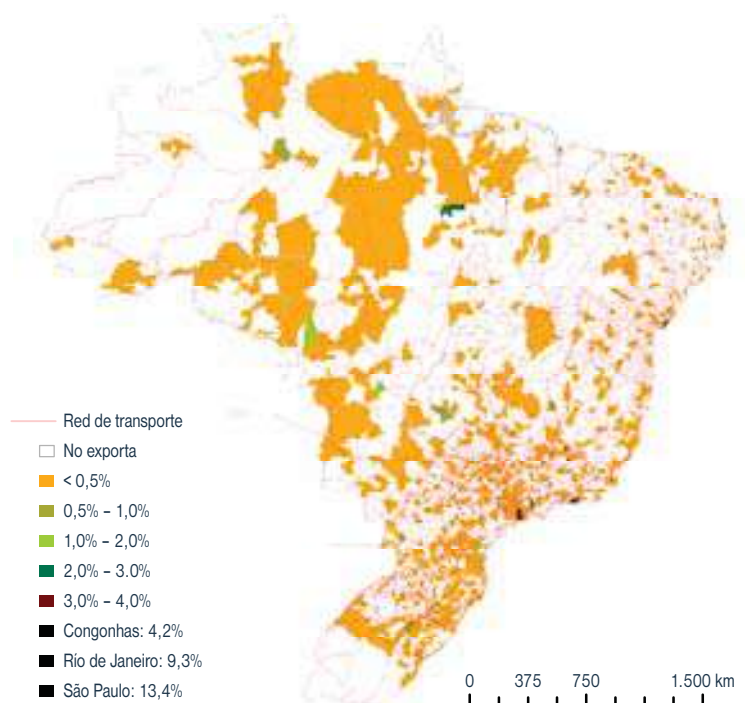 Red de transporte
No exporta
< 0,5%
0,5% – 1,0%
1,0% – 2,0%
2,0% – 3.0%
3,0% – 4,0%
Congonhas: 4,2%
Río de Janeiro: 9,3%
São Paulo: 13,4%
0 375 750 1.500 km